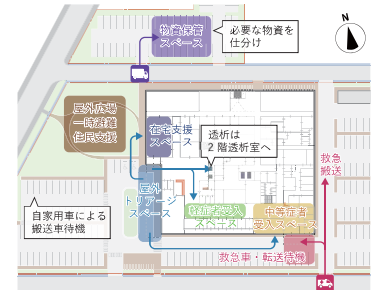 物資保管
スペース
必要な物資を
仕分け
N
屋外広場
一時避難
住民支援
在宅支援
スペース
透析は
2階透析室へ
救急
搬送
屋外
トリアージ
スペース
軽症者受入
スペース
中等症者
受入スペース
自家用車による
搬送車待機
救急車・転送待機